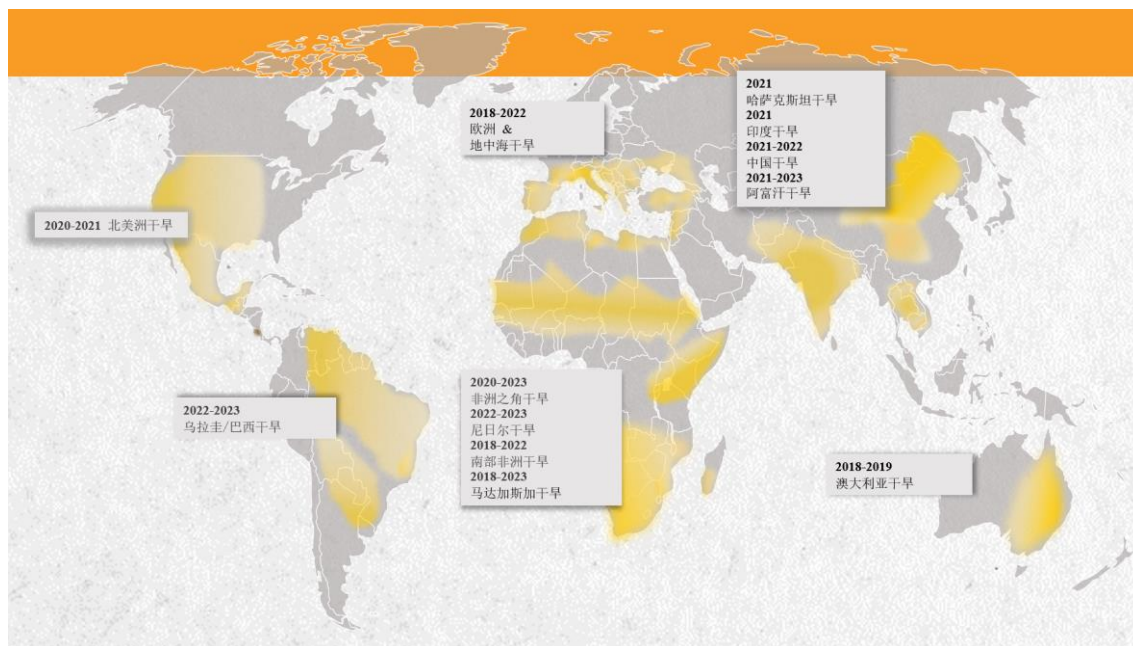 2018-2022
欧洲 &
地中海干旱
2021
哈萨克斯坦干旱
2021
印度干旱
2021-2022
中国干旱
2021-2023
阿富汗干旱
2020-2021 北美洲干旱
2022-2023
乌拉圭/巴西干旱
2020-2023
非洲之角干旱
2022-2023
尼日尔干旱
2018-2022
南部非洲干旱
2018-2023
马达加斯加干旱
2018-2019
澳大利亚干旱